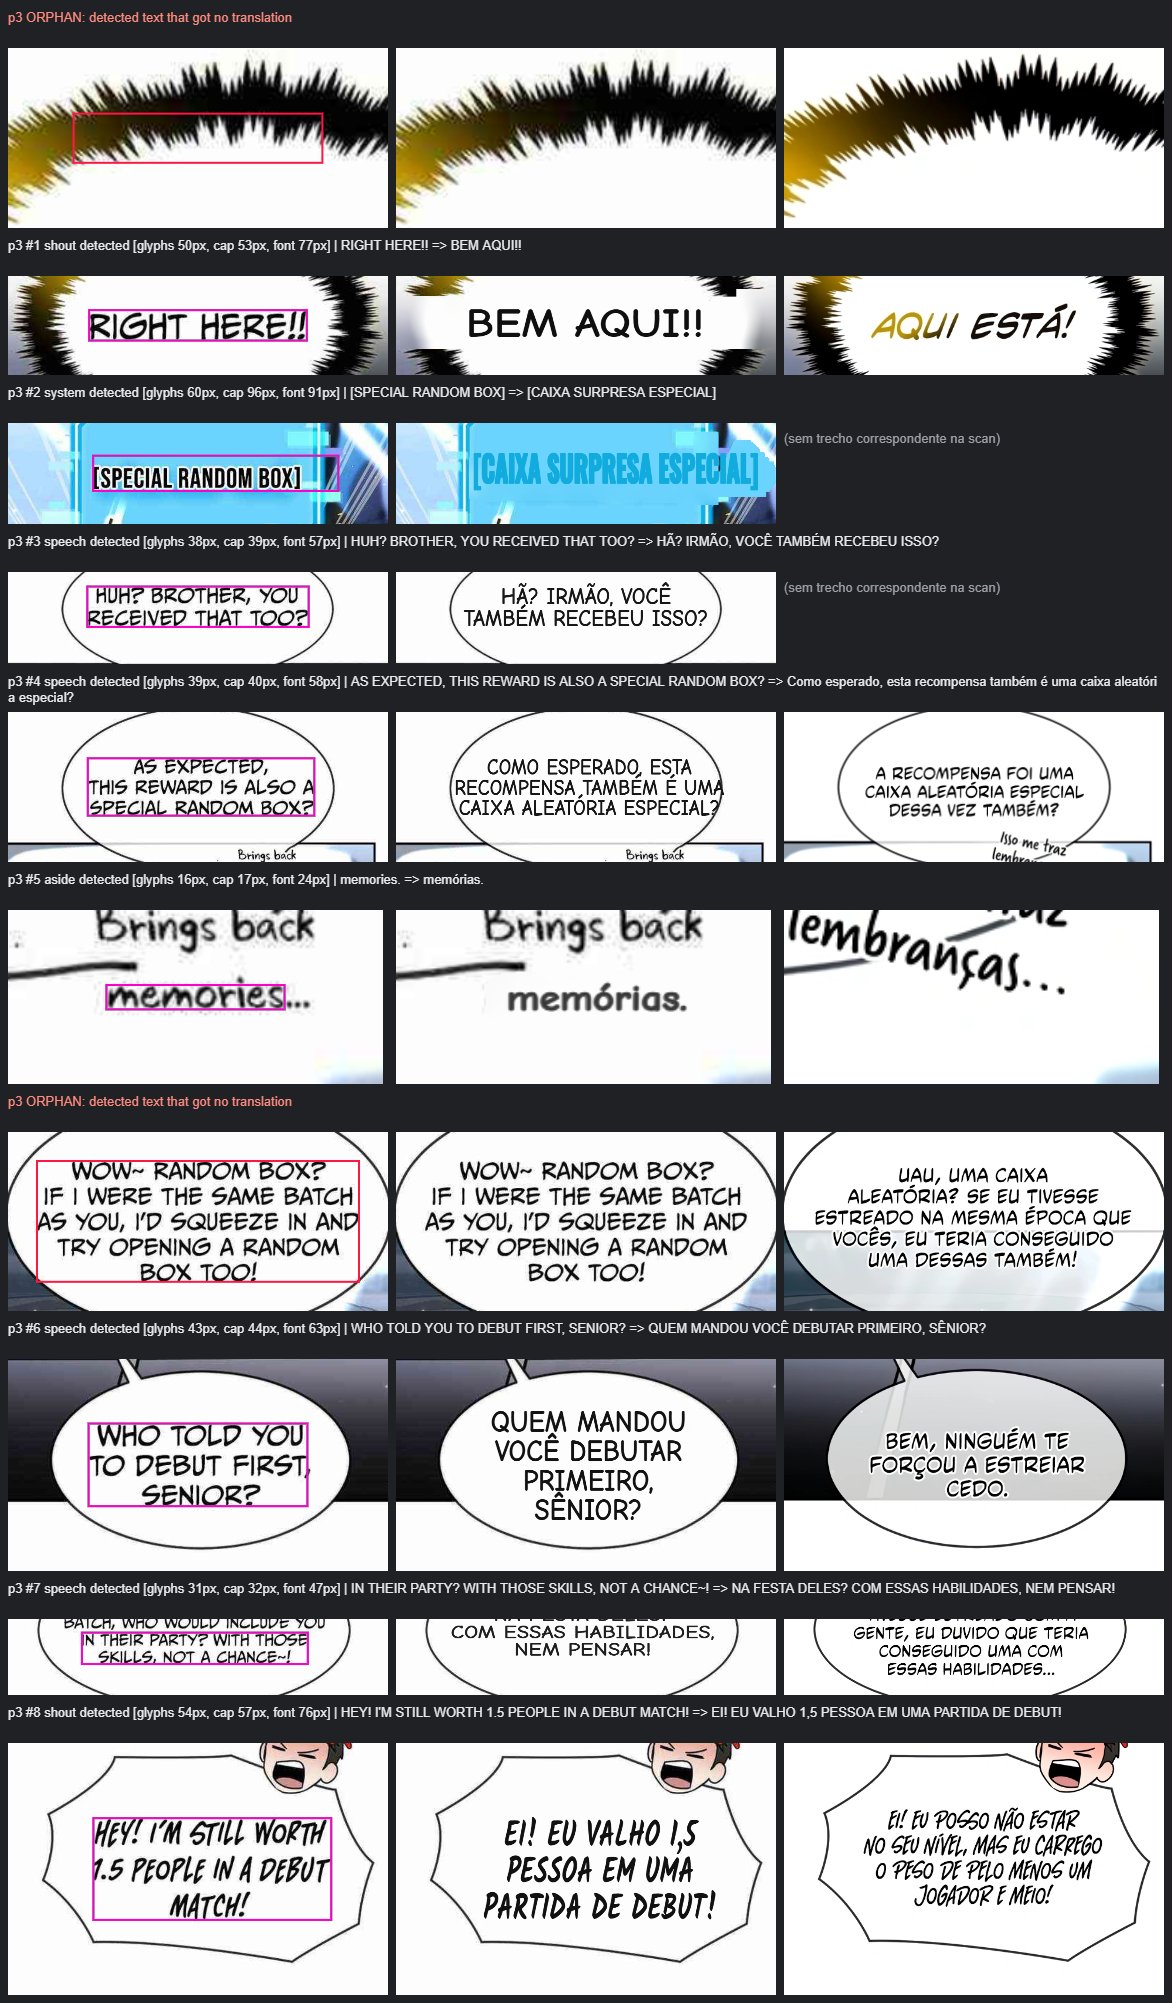 p3 ORPHAN: detected text that got no translation
p3 #1 shout detected [glyphs 50px, cap 53px, font 77px] | RIGHT HERE!! => BEM AQUI!!
RIGHT HERE!!
BEM AQUI!!
AQUI ESTÁ!
p3 #2 system detected [glyphs 60px, cap 96px, font 91px] | [SPECIAL RANDOM BOX] => [CAIXA SURPRESA ESPECIAL]
[SPECIAL RANDOM BOX]
[CAIXA SURPRESA ESPECIAL]
(sem trecho correspondente na scan)
p3 #3 speech detected [glyphs 38px, cap 39px, font 57px] | HUH? BROTHER, YOU RECEIVED THAT TOO? => HÃ? IRMÃO, VOCÊ TAMBÉM RECEBEU ISSO?
HUH? BROTHER, YOU
RECEIVED THAT TOO?
HÃ? IRMÃO, VOCÊ
TAMBÉM RECEBEU ISSO?
(sem trecho correspondente na scan)
p3 #4 speech detected [glyphs 39px, cap 40px, font 58px] | AS EXPECTED, THIS REWARD IS ALSO A SPECIAL RANDOM BOX? => Como esperado, esta recompensa também é uma caixa aleatóri
a especial?
AS EXPECTED,
THIS REWARD IS ALSO A
SPECIAL RANDOM BOX?
Brings back
COMO ESPERADO, ESTA
RECOMPENSA TAMBÉM É UMA
CAIXA ALEATÓRIA ESPECIAL?
Brings back
A RECOMPENSA FOI UMA
CAIXA ALEATÓRIA ESPECIAL
DESSA VEZ TAMBÉM?
Isso me traz
p3 #5 aside detected [glyphs 16px, cap 17px, font 24px] | memories. => memórias.
Brings back
memories...
Brings back
memórias.
lembranças...
p3 ORPHAN: detected text that got no translation
WOW~ RANDOM BOX?
IF I WERE THE SAME BATCH
AS YOU, I'D SQUEEZE IN AND
TRY OPENING A RANDOM
BOX TOO!
WOW~ RANDOM BOX?
IF I WERE THE SAME BATCH
AS YOU, I'D SQUEEZE IN AND
TRY OPENING A RANDOM
BOX TOO!
UAU, UMA CAIXA
ALEATÓRIA? SE EU TIVESSE
ESTREADO NA MESMA ÉPOCA QUE
VOCÊS, EU TERIA CONSEGUIDO
UMA DESSAS TAMBÉM!
p3 #6 speech detected [glyphs 43px, cap 44px, font 63px] | WHO TOLD YOU TO DEBUT FIRST, SENIOR? => QUEM MANDOU VOCÊ DEBUTAR PRIMEIRO, SÊNIOR?
WHO TOLD YOU
TO DEBUT FIRST,
SENIOR?
QUEM MANDOU
VOCÊ DEBUTAR
PRIMEIRO,
SÊNIOR?
BEM, NINGUÉM TE
FORÇOU A ESTREIAR
CEDO.
p3 #7 speech detected [glyphs 31px, cap 32px, font 47px] | IN THEIR PARTY? WITH THOSE SKILLS, NOT A CHANCE~! => NA FESTA DELES? COM ESSAS HABILIDADES, NEM PENSAR!
BATCH, WHO WOULD INCLUDE YOU
IN THEIR PARTY? WITH THOSE
SKILLS, NOT A CHANCE~!
COM ESSAS HABILIDADES,
NEM PENSAR!
GENTE, EU DUVIDO QUE TERIA
CONSEGUIDO UMA COM
ESSAS HABILIDADES...
p3 #8 shout detected [glyphs 54px, cap 57px, font 76px] | HEY! I'M STILL WORTH 1.5 PEOPLE IN A DEBUT MATCH! => EI! EU VALHO 1,5 PESSOA EM UMA PARTIDA DE DEBUT!
HEY! I'M STILL WORTH
1.5 PEOPLE IN A DEBUT
MATCH!
EI! EU VALHO 1,5
PESSOA EM UMA
PARTIDA DE DEBUT!
EI! EU POSSO NÃO ESTAR
NO SEU NÍVEL, MAS EU CARREGO
O PESO DE PELO MENOS UM
JOGADOR E MEIO!